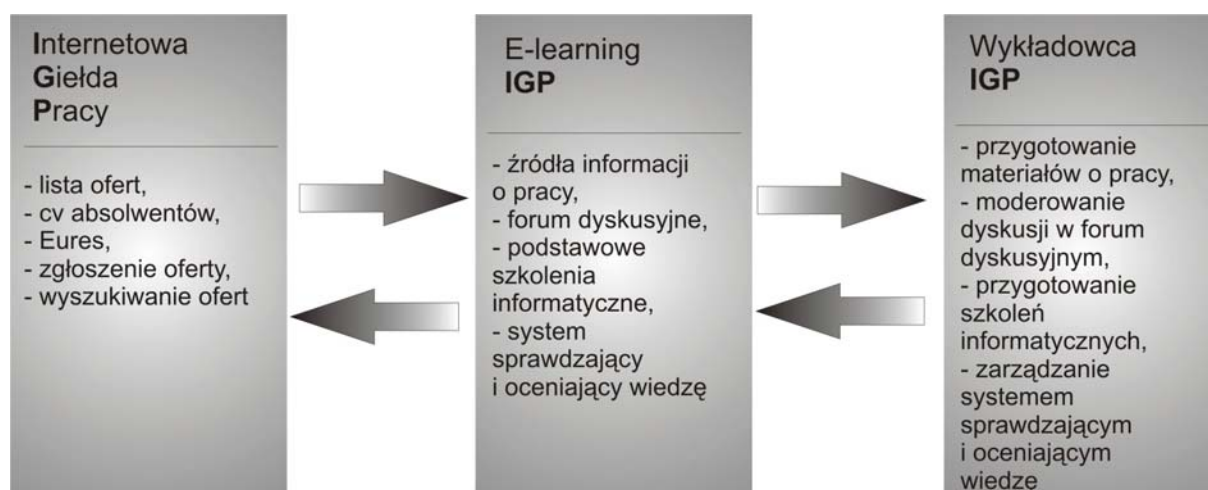 Internetowa
Giełda
Pracy
- lista ofert,
- cv absolwentów,
- Eures,
- zgłoszenie oferty,
- wyszukiwanie ofert
E-learning
IGP
- źródła informacji
o pracy,
- forum dyskusyjne,
- podstawowe
szkolenia
informatyczne,
- system
sprawdzający
i oceniający wiedzę
Wykładowca
IGP
- przygotowanie
materiałów o pracy,
- moderowanie
dyskusji w forum
dyskusyjnym,
- przygotowanie
szkoleń
informatycznych,
- zarządzanie
systemem
sprawdzającym
i oceniającym
wiedzę